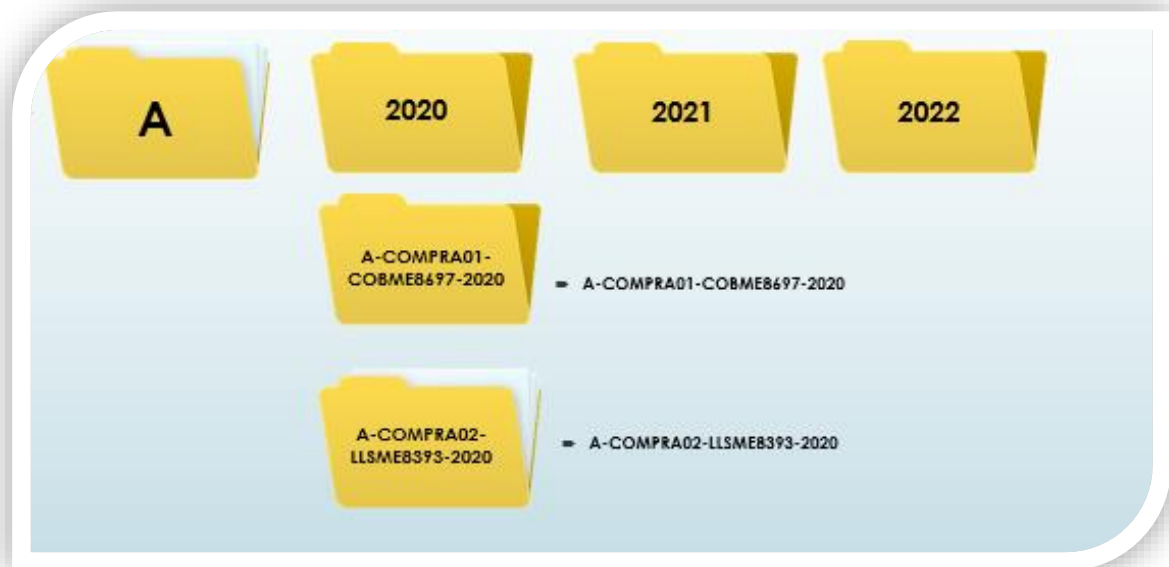 A
2020
2021
2022
A-COMPRA01-
COBME8697-2020
A-COMPRA01-COBME8697-2020
A-COMPRA02-
LLSME8393-2020
A-COMPRA02-LLSME8393-2020